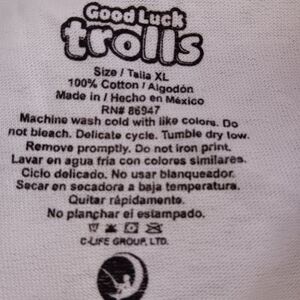 Good Luck
trolls
Size / Talla XL
100% Cotton / Algodón
Made in / Hecho en México
RN# 86947
Machine wash cold with like colors. Do
not bleach. Delicate cycle. Tumble dry low.
Remove promptly. Do not iron print.
Lavar en agua fria con colores similares.
Ciclo delicado. No usar blanqueador.
Secar en secadora a baja temperatura.
Quitar rápidamente.
No planchar el estampado.
C-LIFE GROUP, LTD.